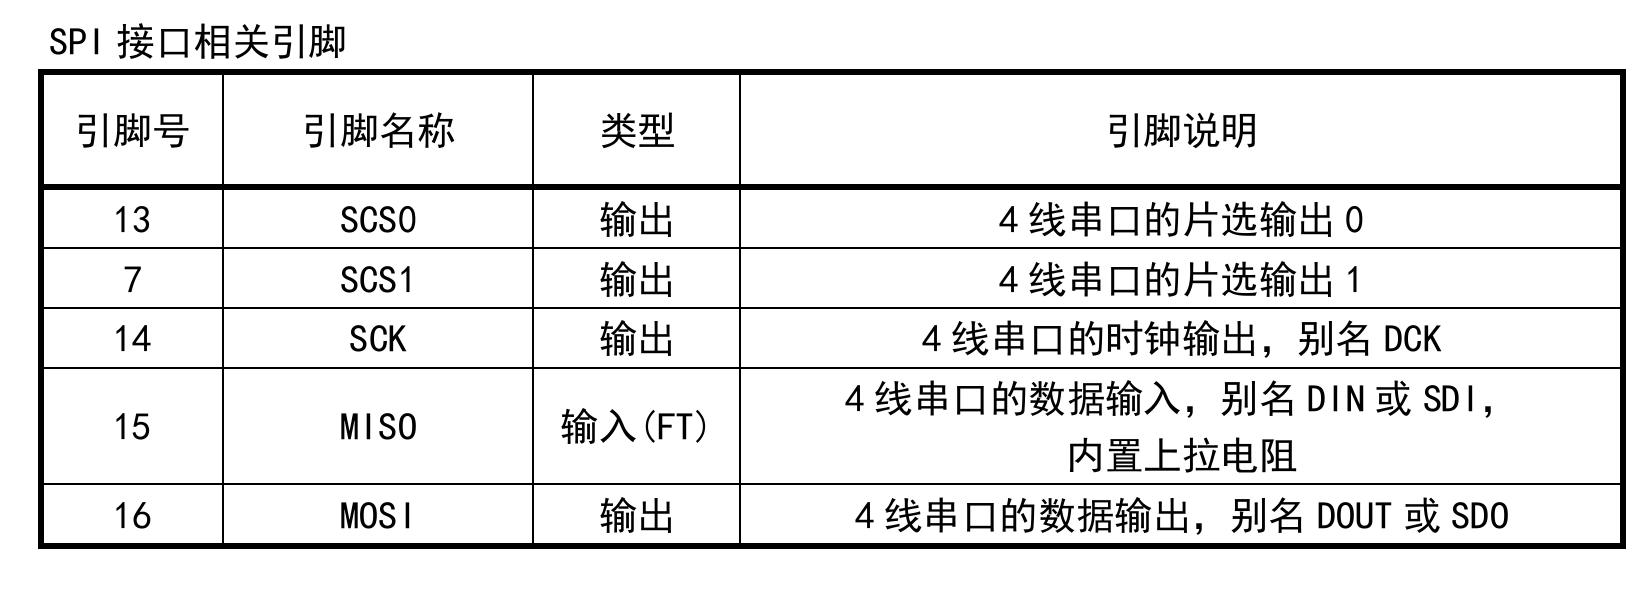 SPI 接口相关引脚
引脚号 引脚名称 类型 引脚说明
13 SCS0 输出 4 线串口的片选输出 0
7 SCS1 输出 4 线串口的片选输出 1
14 SCK 输出 4 线串口的时钟输出，别名 DCK
15 MISO 输入(FT) 4 线串口的数据输入，别名 DIN 或 SDI，
内置上拉电阻
16 MOSI 输出 4 线串口的数据输出，别名 DOUT 或 SDO